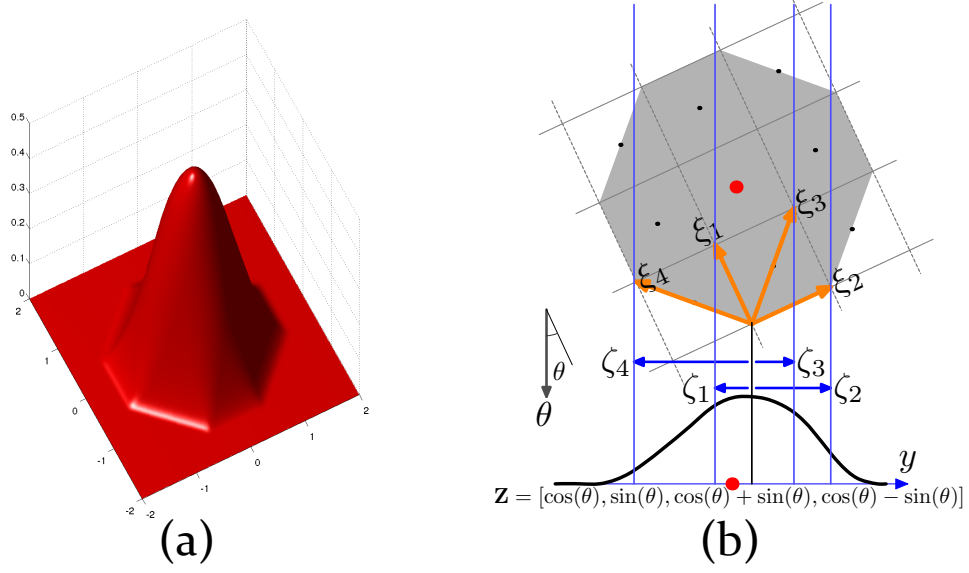 0.5
0.4
0.3
0.2
0.1
0
2
1
0
-1
-2
-2
-1
0
1
2
(a)
ξ1
ξ2
ξ3
ξ4
θ
θ
ζ4
ζ3
ζ1
ζ2
y
z = [cos(θ), sin(θ), cos(θ) + sin(θ), cos(θ) − sin(θ)]
(b)